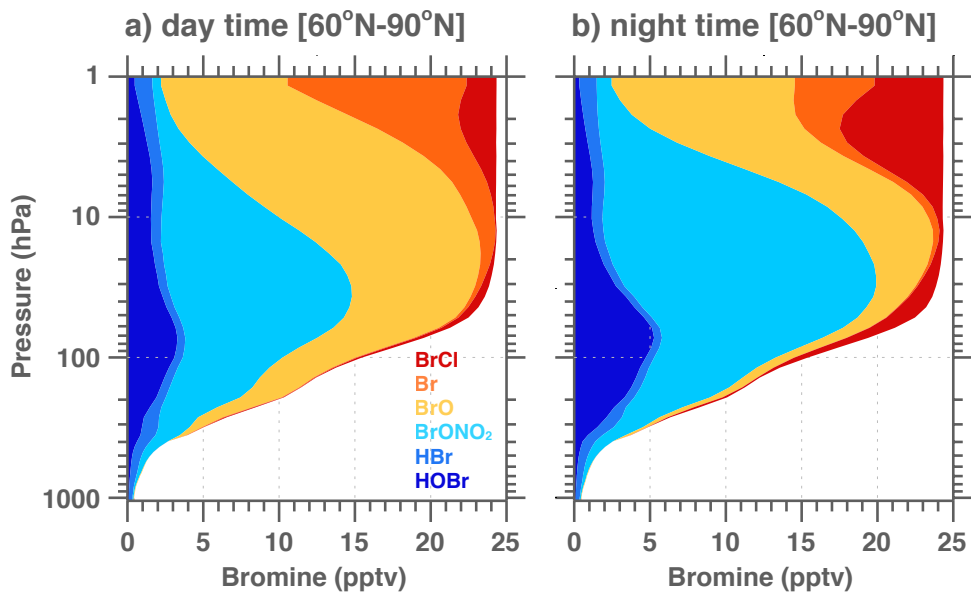 a) day time [60°N-90°N]
b) night time [60°N-90°N]
Pressure (hPa)
1
10
100
1000
BrCl
Br
BrO
BrONO₂
HBr
HOBr
0 5 10 15 20 25
0 5 10 15 20 25
Bromine (pptv)
Bromine (pptv)